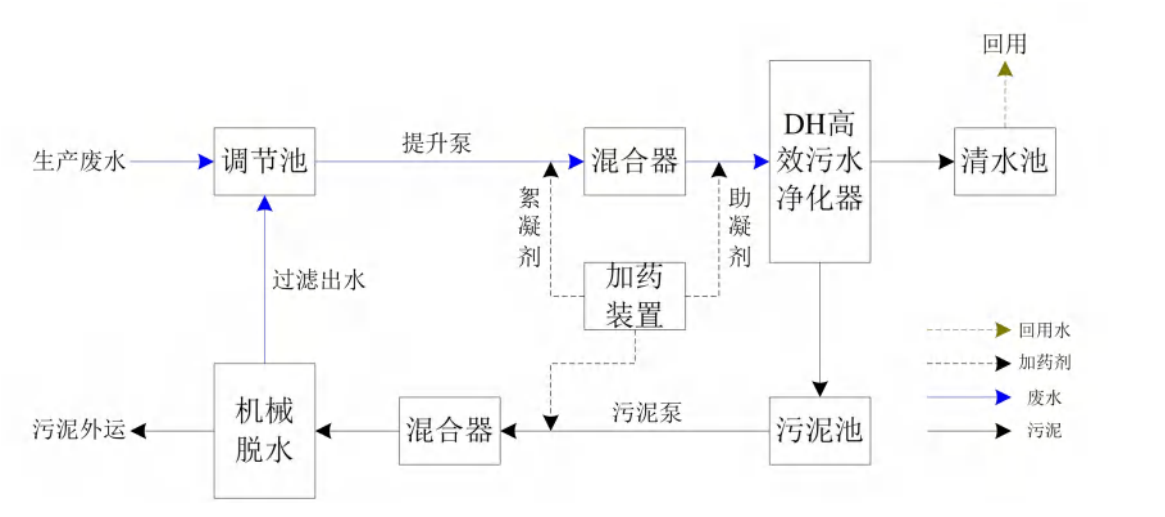 回用
生产废水
调节池
提升泵
混合器
DH高
效污水
净化器
清水池
絮
凝
剂
助
凝
剂
加药
装置
过滤出水
回用水
加药剂
废水
污泥
污泥外运
机械
脱水
混合器
污泥泵
污泥池